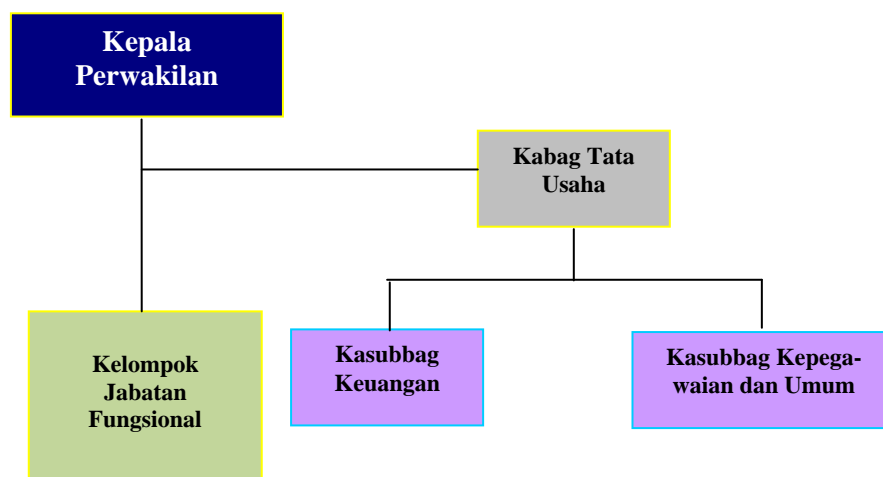 Kepala
Perwakilan
Kabag Tata
Usaha
Kelompok
Jabatan
Fungsional
Kasubbag
Keuangan
Kasubbag Kepega-
waian dan Umum